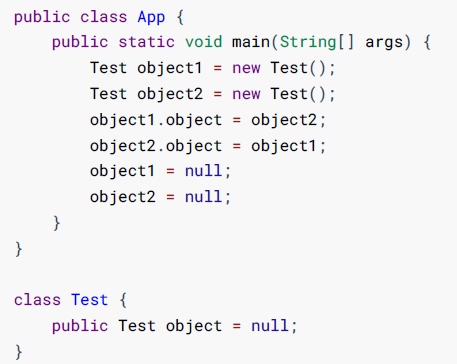 public class App {
    public static void main(String[] args) {
        Test object1 = new Test();
        Test object2 = new Test();
        object1.object = object2;
        object2.object = object1;
        object1 = null;
        object2 = null;
    }
}

class Test {
    public Test object = null;
}